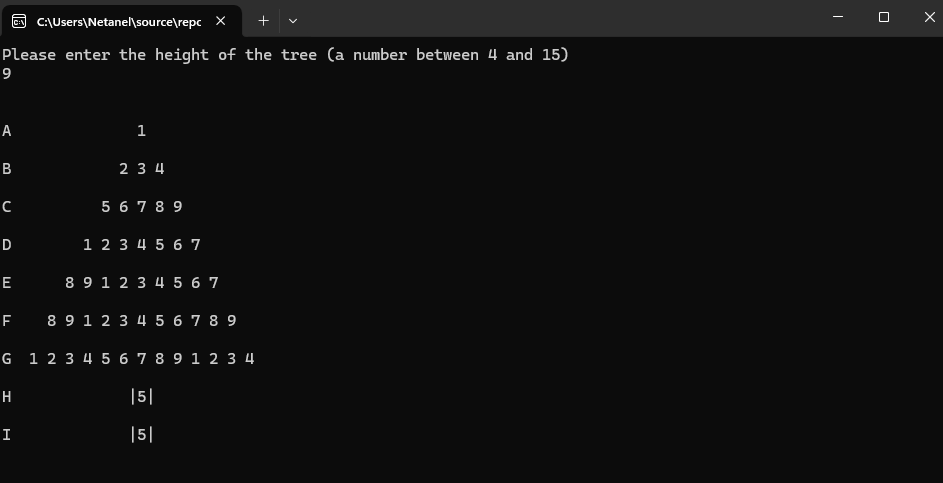 C:\Users\Netanel\source\repc
Please enter the height of the tree (a number between 4 and 15)
9
A 1
B 2 3 4
C 5 6 7 8 9
D 1 2 3 4 5 6 7
E 8 9 1 2 3 4 5 6 7
F 8 9 1 2 3 4 5 6 7 8 9
G 1 2 3 4 5 6 7 8 9 1 2 3 4
H |5|
I |5|